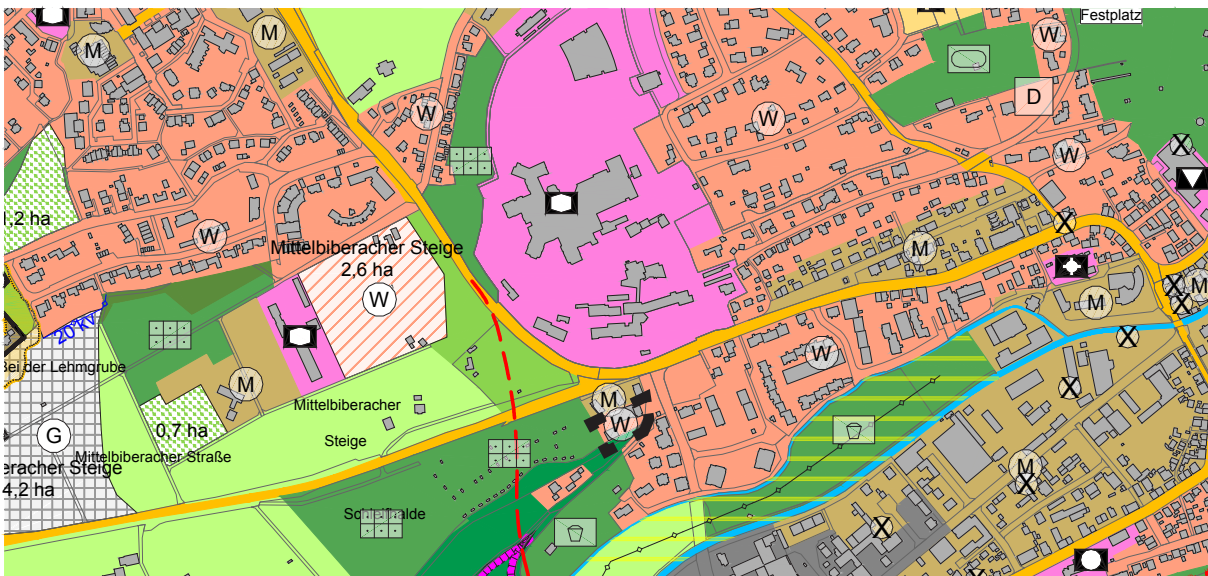 Festplatz
M
M
W
W
D
W
W
X
1,2 ha
W
X
Mittelbiberacher Steige
2,6 ha
M
W
M
M
X
X
20 kv
X
Bei der Lehmgrube
W
X
M
Mittelbiberacher
M
0,7 ha
W
G
Steige
Mittelbiberacher Straße
eracher Steige
M
X
4,2 ha
Schleifhalde
X
X